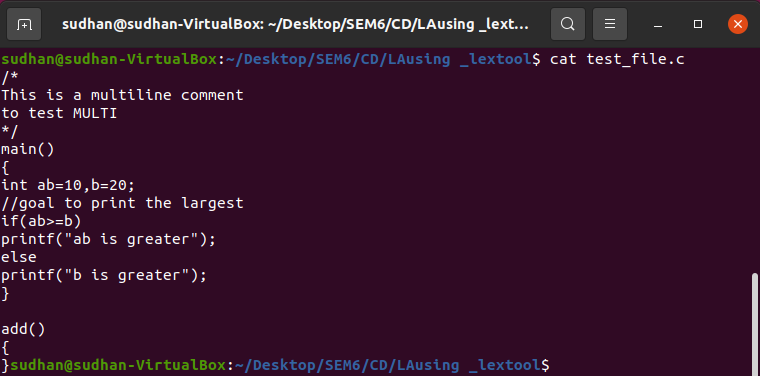 sudhan@sudhan-VirtualBox: ~/Desktop/SEM6/CD/LAusing _lext...
sudhan@sudhan-VirtualBox:~/Desktop/SEM6/CD/LAusing _lextool$ cat test_file.c
/*
This is a multiline comment
to test MULTI
*/
main()
{
int ab=10,b=20;
//goal to print the largest
if(ab>=b)
printf("ab is greater");
else
printf("b is greater");
}

add()
{
}sudhan@sudhan-VirtualBox:~/Desktop/SEM6/CD/LAusing _lextool$